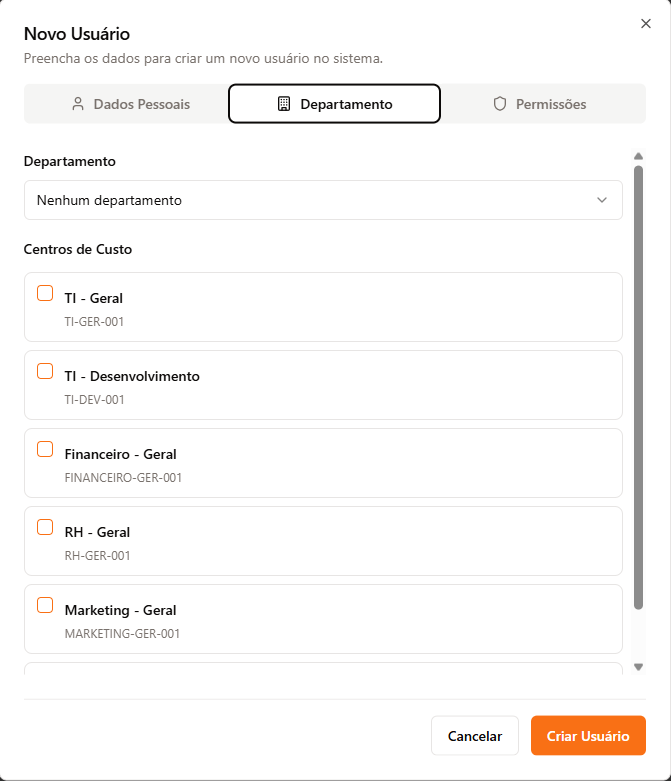 Novo Usuário
Preencha os dados para criar um novo usuário no sistema.
Dados Pessoais
Departamento
Permissões
Departamento
Nenhum departamento
Centros de Custo
TI - Geral
TI-GER-001
TI - Desenvolvimento
TI-DEV-001
Financeiro - Geral
FINANCEIRO-GER-001
RH - Geral
RH-GER-001
Marketing - Geral
MARKETING-GER-001
Cancelar
Criar Usuário